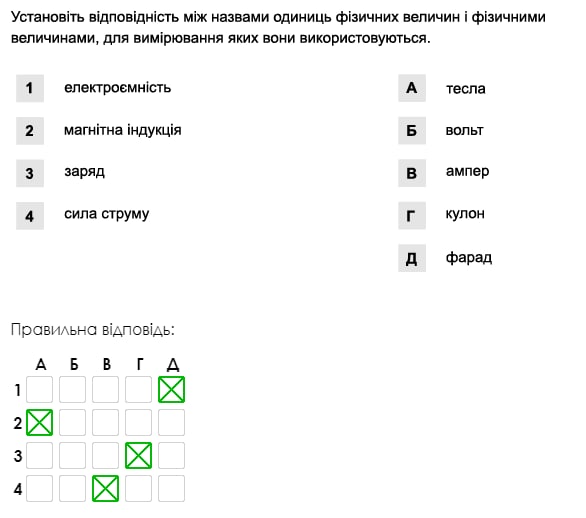 Установіть відповідність між назвами одиниць фізичних величин і фізичними
величинами, для вимірювання яких вони використовуються.
1 електроємність А тесла
2 магнітна індукція Б вольт
3 заряд В ампер
4 сила струму Г кулон
Д фарад
Правильна відповідь:
А Б В Г Д
1
2
3
4